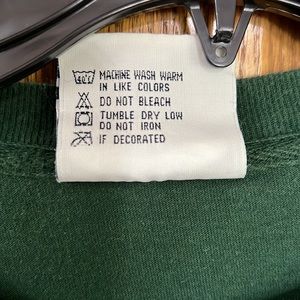 MACHINE WASH WARM
IN LIKE COLORS
DO NOT BLEACH
TUMBLE DRY LOW
DO NOT IRON
IF DECORATED